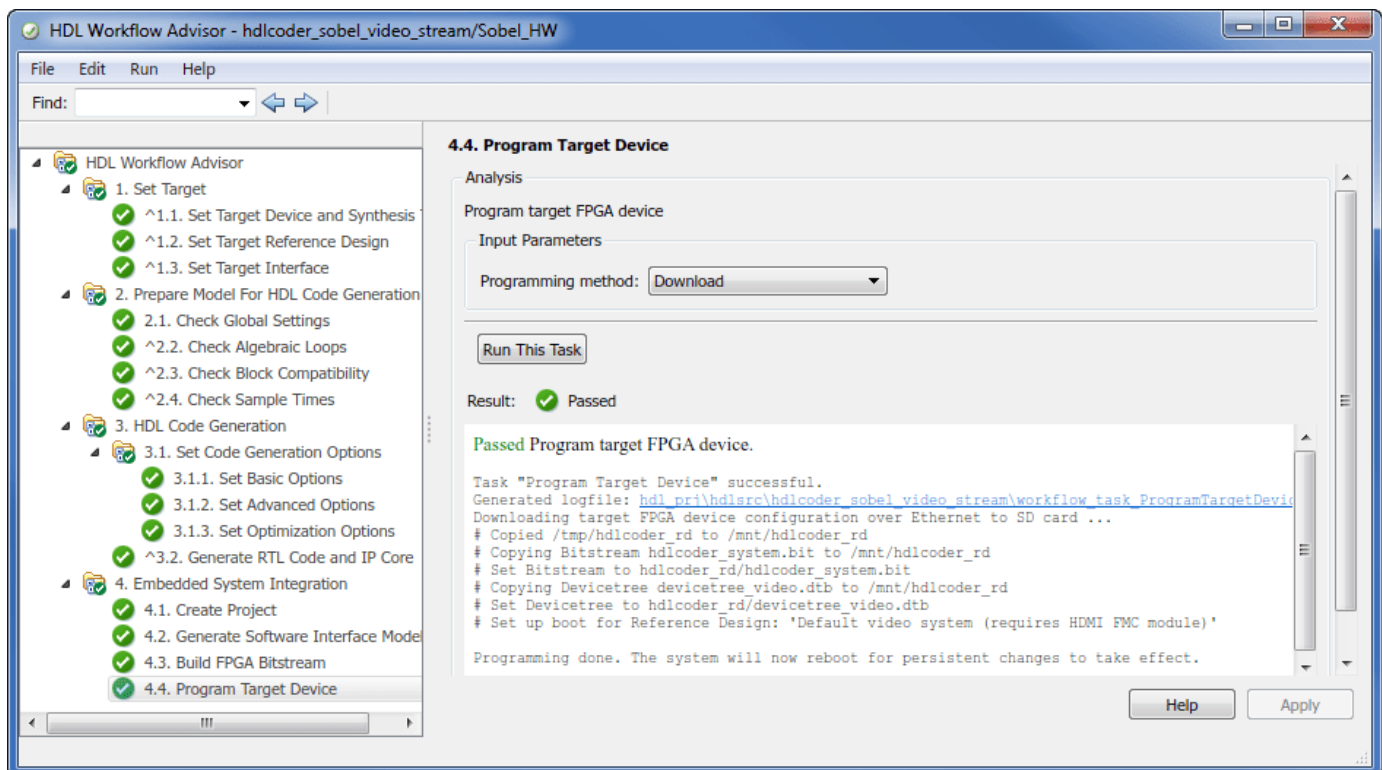 HDL Workflow Advisor - hdlcoder_sobel_video_stream/Sobel_HW
File Edit Run Help
Find:
HDL Workflow Advisor
1. Set Target
^1.1. Set Target Device and Synthesis
^1.2. Set Target Reference Design
^1.3. Set Target Interface
2. Prepare Model For HDL Code Generation
2.1. Check Global Settings
^2.2. Check Algebraic Loops
^2.3. Check Block Compatibility
^2.4. Check Sample Times
3. HDL Code Generation
3.1. Set Code Generation Options
3.1.1. Set Basic Options
3.1.2. Set Advanced Options
3.1.3. Set Optimization Options
^3.2. Generate RTL Code and IP Core
4. Embedded System Integration
4.1. Create Project
4.2. Generate Software Interface Model
4.3. Build FPGA Bitstream
4.4. Program Target Device
4.4. Program Target Device
Analysis
Program target FPGA device
Input Parameters
Programming method: Download
Run This Task
Result: Passed
Passed Program target FPGA device.
Task "Program Target Device" successful.
Generated logfile: hdl_prj\hdlsrc\hdlcoder_sobel_video_stream\workflow_task_ProgramTargetDevic
Downloading target FPGA device configuration over Ethernet to SD card ...
# Copied /tmp/hdlcoder_rd to /mnt/hdlcoder_rd
# Copying Bitstream hdlcoder_system.bit to /mnt/hdlcoder_rd
# Set Bitstream to hdlcoder_rd/hdlcoder_system.bit
# Copying Devicetree devicetree_video.dtb to /mnt/hdlcoder_rd
# Set Devicetree to hdlcoder_rd/devicetree_video.dtb
# Set up boot for Reference Design: 'Default video system (requires HDMI FMC module)'
Programming done. The system will now reboot for persistent changes to take effect.
Help Apply